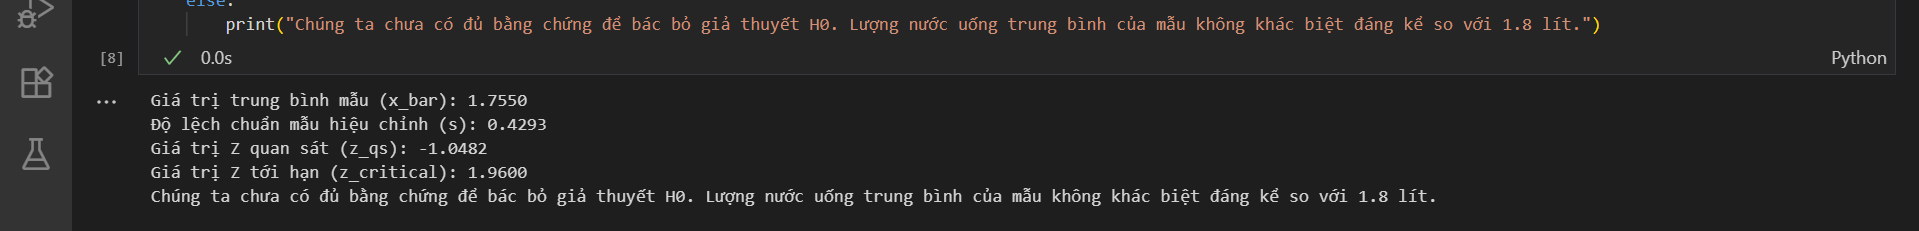 else:
print("Chúng ta chưa có đủ bằng chứng để bác bỏ giả thuyết H0. Lượng nước uống trung bình của mẫu không khác biệt đáng kể so với 1.8 lít.")
[8] 0.0s Python
Giá trị trung bình mẫu (x_bar): 1.7550
Độ lệch chuẩn mẫu hiệu chỉnh (s): 0.4293
Giá trị Z quan sát (z_qs): -1.0482
Giá trị Z tới hạn (z_critical): 1.9600
Chúng ta chưa có đủ bằng chứng để bác bỏ giả thuyết H0. Lượng nước uống trung bình của mẫu không khác biệt đáng kể so với 1.8 lít.